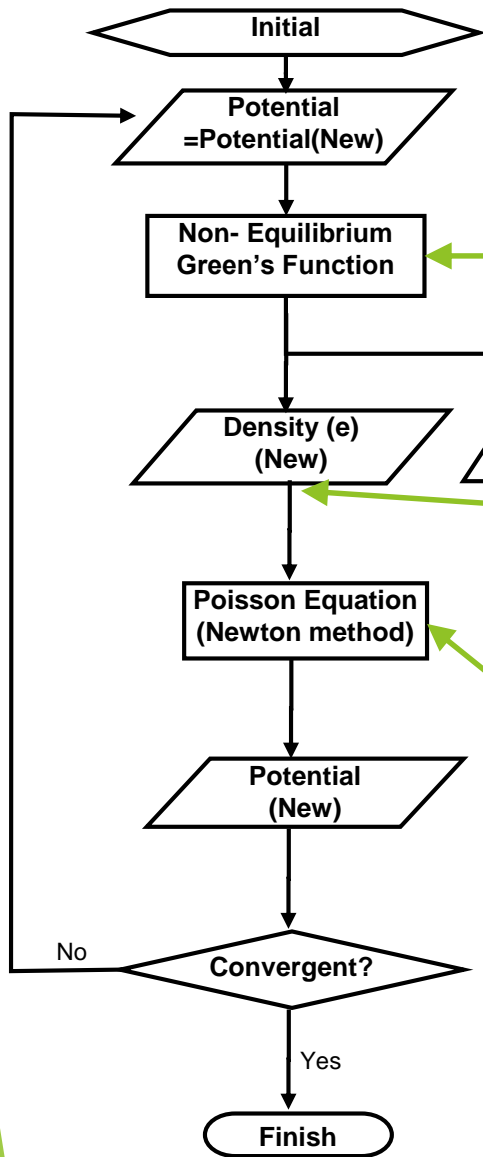 Initial
Potential
=Potential(New)
Non- Equilibrium
Green's Function
Density (e)
(New)
Poisson Equation
(Newton method)
Potential
(New)
No
Convergent?
Yes
Finish